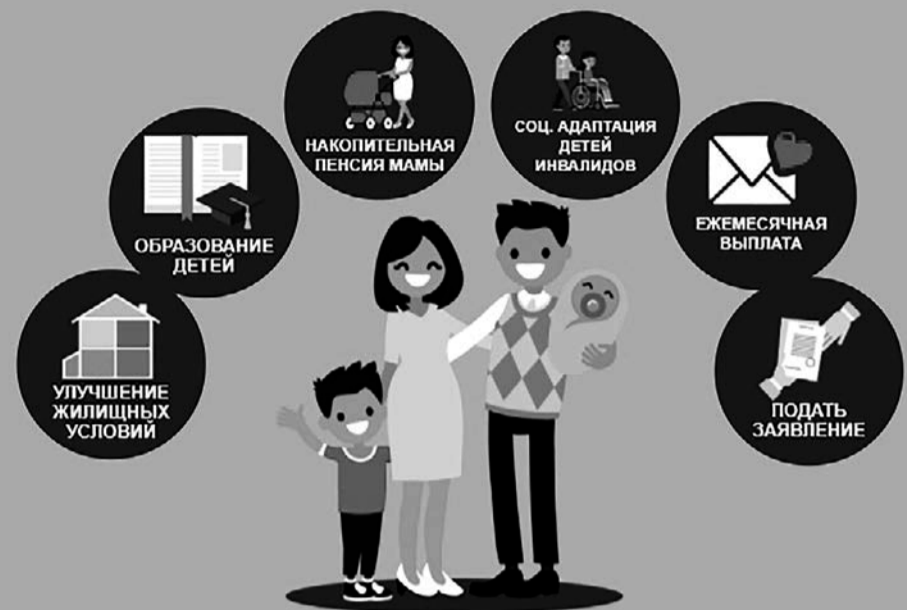 УЛУЧШЕНИЕ
ЖИЛИЩНЫХ
УСЛОВИЙ
ОБРАЗОВАНИЕ
ДЕТЕЙ
НАКОПИТЕЛЬНАЯ
ПЕНСИЯ МАМЫ
СОЦ. АДАПТАЦИЯ
ДЕТЕЙ
ИНВАЛИДОВ
ЕЖЕМЕСЯЧНАЯ
ВЫПЛАТА
ПОДАТЬ
ЗАЯВЛЕНИЕ